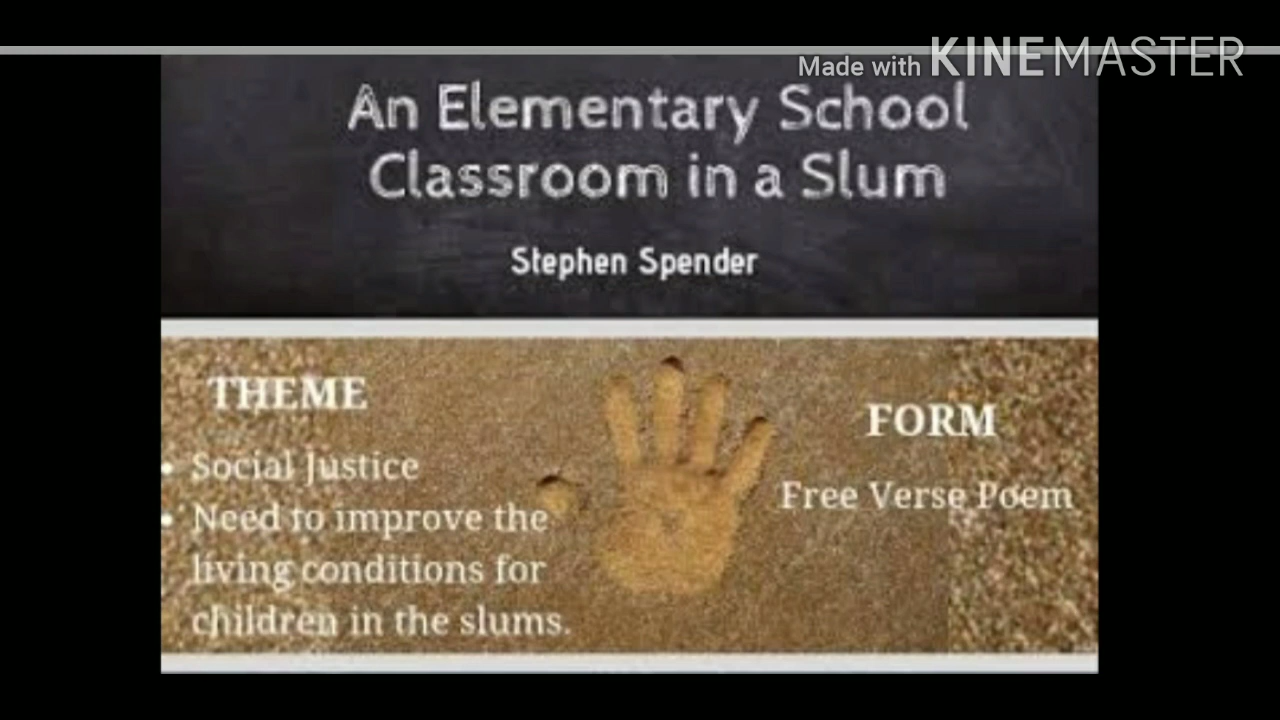 Made with KINEMASTER
An Elementary School
Classroom in a Slum
Stephen Spender
THEME
• Social Justice
• Need to improve the
living conditions for
children in the slums.
FORM
Free Verse Poem